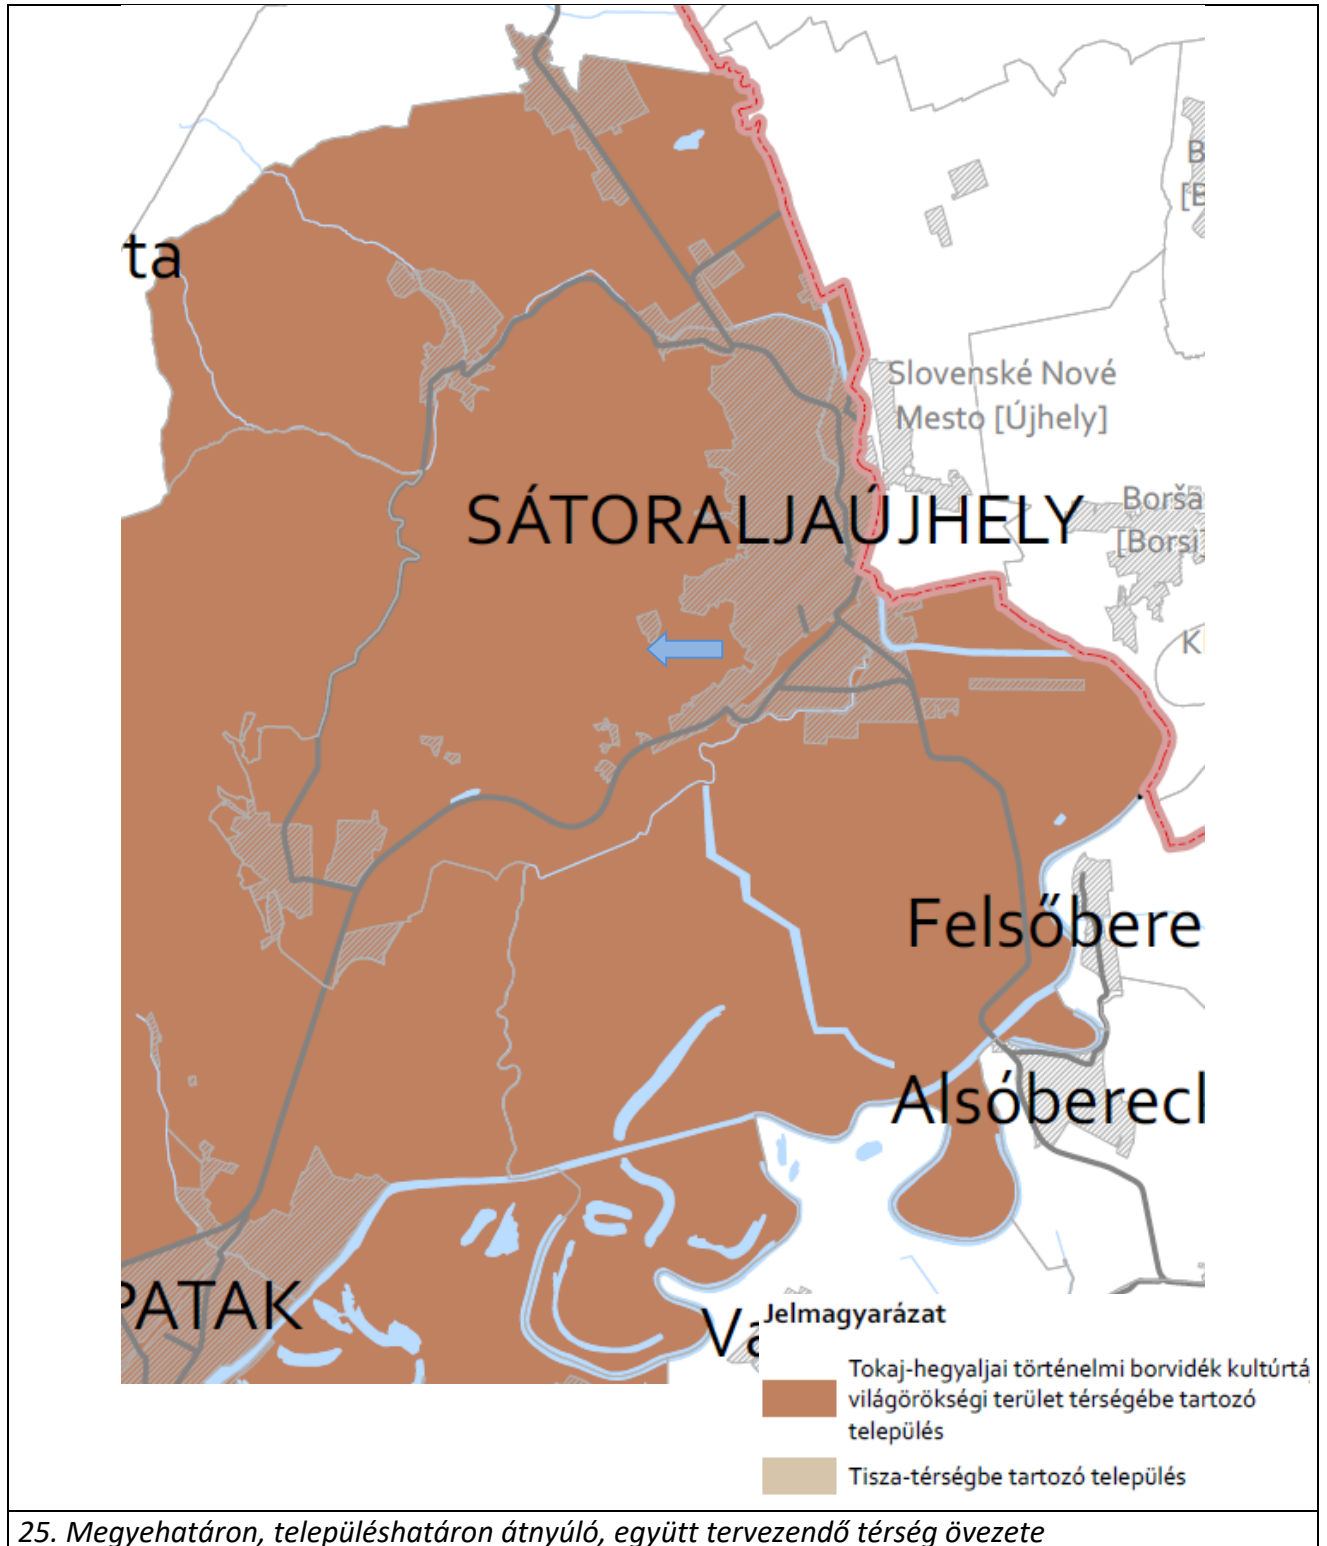 ta
B
[B
Slovenské Nové
Mesto [Újhely]
SÁTORALJAÚJHELY
Borša
[Borsi]
K
Felsőbere
Alsóberecl
PATAK
Va
Jelmagyarázat
Tokaj-hegyaljai történelmi borvidék kultúrtá
világörökségi terület térségébe tartozó
település
Tisza-térségbe tartozó település
25. Megyehatáron, településhatáron átnyúló, együtt tervezendő térség övezete